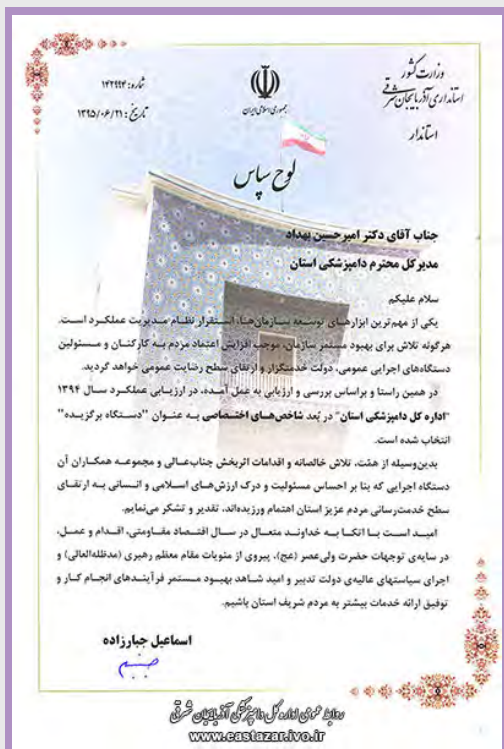 وزارت کشور
استانداری آذربایجان شرقی
استاندار
جمهوری اسلامی ایران
شماره: ۱۴۲۹۹۴
تاریخ: ۱۳۹۵/۰۶/۲۱
لوح سپاس
جناب آقای دکتر امیرحسین بهداد
مدیرکل محترم دامپزشکی استان
سلام علیکم
یکی از مهم‌ترین ابزارهای توسعه سازمان‌ها، استقرار نظام مدیریت عملکرد است.
هرگونه تلاش برای بهبود مستمر سازمان، موجب افزایش اعتماد مردم به کارکنان و مسئولین
دستگاه‌های اجرایی عمومی، دولت خدمتگزار و ارتقای سطح رضایت عمومی خواهد گردید.
در همین راستا و براساس بررسی و ارزیابی به عمل آمده، در ارزیابی عملکرد سال ۱۳۹۴
"اداره کل دامپزشکی استان" در بُعد شاخص‌های اختصاصی به عنوان "دستگاه برگزیده"
انتخاب شده است.
بدین‌وسیله از همّت، تلاش خالصانه و اقدامات اثربخش جناب‌عالی و مجموعه همکاران آن
دستگاه اجرایی که بنا بر احساس مسئولیت و درک ارزش‌های اسلامی و انسانی به ارتقای
سطح خدمت‌رسانی مردم عزیز استان اهتمام ورزیده‌اند، تقدیر و تشکر می‌نمایم.
امید است با اتکا به خداوند متعال در سال اقتصاد مقاومتی، اقدام و عمل،
در سایه‌ی توجهات حضرت ولی‌عصر (عج)، پیروی از منویات مقام معظم رهبری (مدظله‌العالی) و
اجرای سیاستهای عالیه‌ی دولت تدبیر و امید شاهد بهبود مستمر فرآیندهای انجام کار و
توفیق ارائه خدمات بیشتر به مردم شریف استان باشیم.
اسماعیل جبارزاده
روابط عمومی اداره کل دامپزشکی آذربایجان شرقی
www.eastazar.ivo.ir